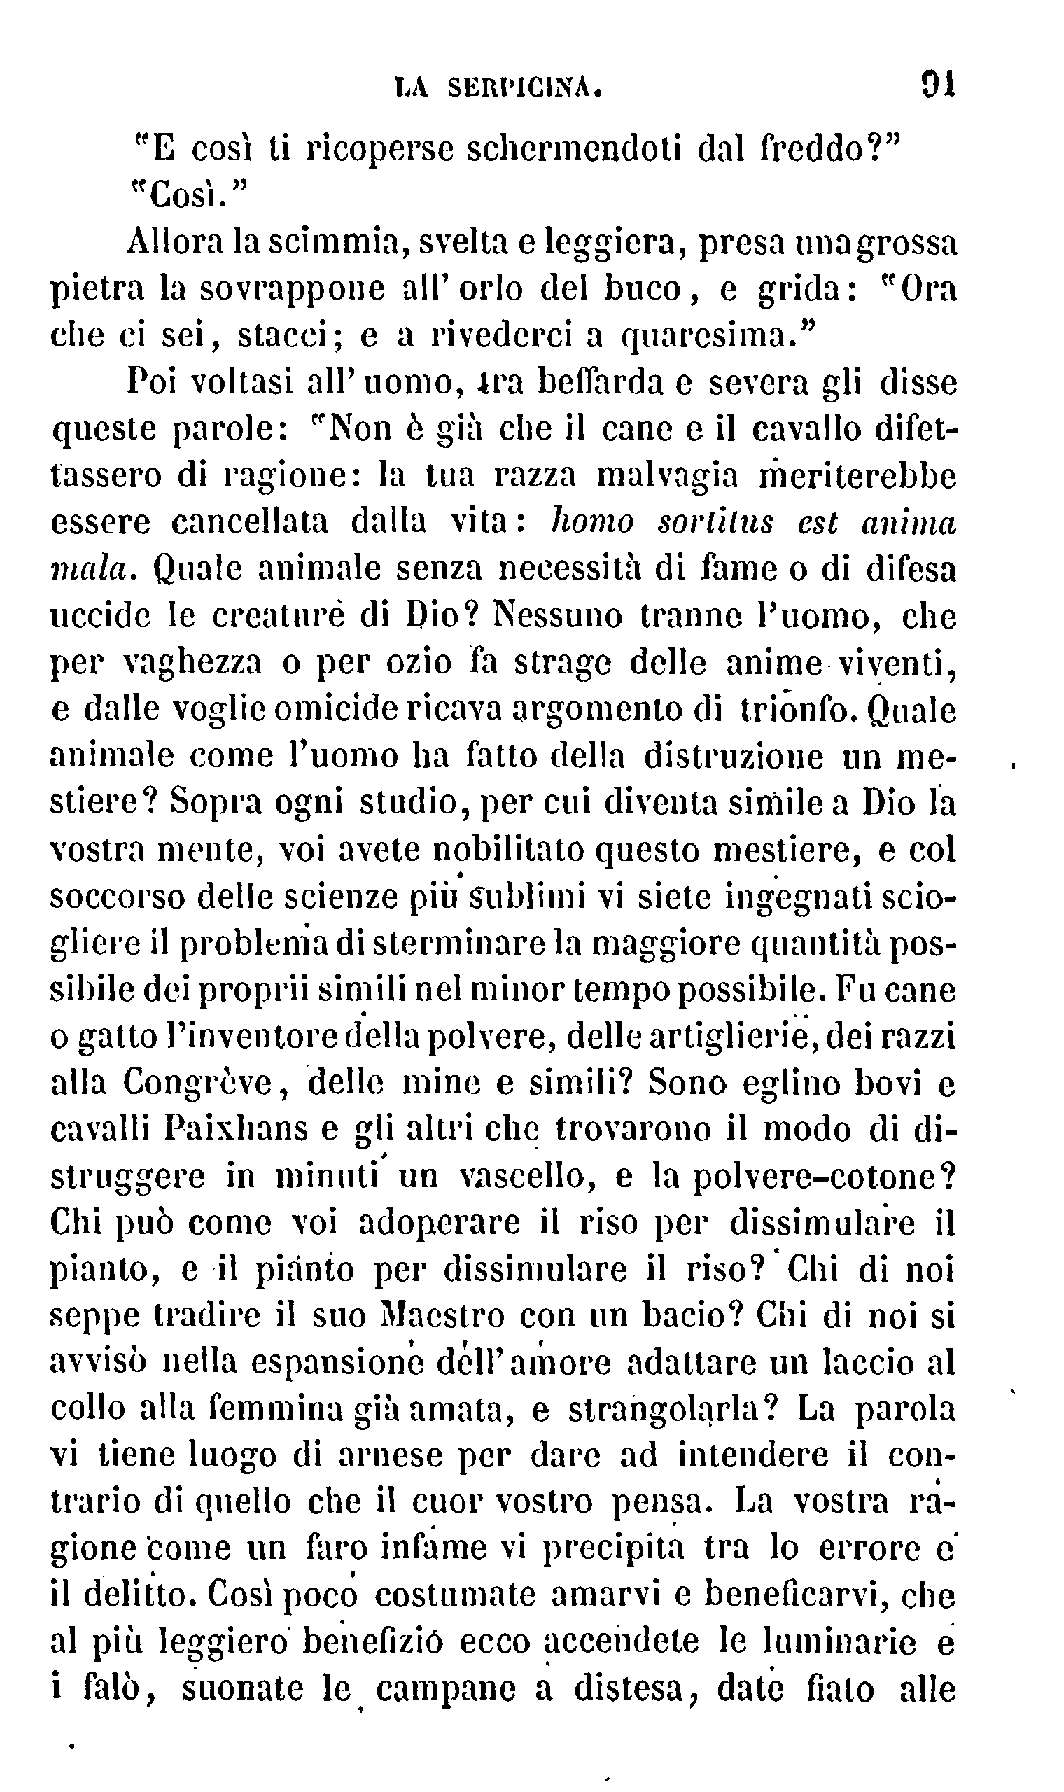 LA SERPICINA. 91
"E così ti ricoperse schermendoti dal freddo?"
"Così."
Allora la scimmia, svelta e leggiera, presa una grossa
pietra la sovrappone all' orlo del buco, e grida: "Ora
che ci sei, stacci; e a rivederci a quaresima."
Poi voltasi all' uomo, tra beffarda e severa gli disse
queste parole: "Non è già che il cane e il cavallo difet-
tassero di ragione: la tua razza malvagia meriterebbe
essere cancellata dalla vita: homo sortitus est anima
mala. Quale animale senza necessità di fame o di difesa
uccide le creature di Dio? Nessuno tranne l'uomo, che
per vaghezza o per ozio fa strage delle anime viventi,
e dalle voglie omicide ricava argomento di trionfo. Quale
animale come l'uomo ha fatto della distruzione un me-
stiere? Sopra ogni studio, per cui diventa simile a Dio la
vostra mente, voi avete nobilitato questo mestiere, e col
soccorso delle scienze più sublimi vi siete ingegnati scio-
gliere il problema di sterminare la maggiore quantità pos-
sibile dei proprii simili nel minor tempo possibile. Fu cane
o gatto l'inventore della polvere, delle artiglierie, dei razzi
alla Congrève, delle mine e simili? Sono eglino bovi e
cavalli Paixhans e gli altri che trovarono il modo di di-
struggere in minuti un vascello, e la polvere-cotone?
Chi può come voi adoperare il riso per dissimulare il
pianto, e il pianto per dissimulare il riso? Chi di noi
seppe tradire il suo Maestro con un bacio? Chi di noi si
avvisò nella espansione dell' amore adattare un laccio al
collo alla femmina già amata, e strangolarla? La parola
vi tiene luogo di arnese per dare ad intendere il con-
trario di quello che il cuor vostro pensa. La vostra ra-
gione come un faro infame vi precipita tra lo errore e
il delitto. Così poco costumate amarvi e beneficarvi, che
al più leggiero benefizio ecco accendete le luminarie e
i falò, suonate le campane a distesa, date fiato alle